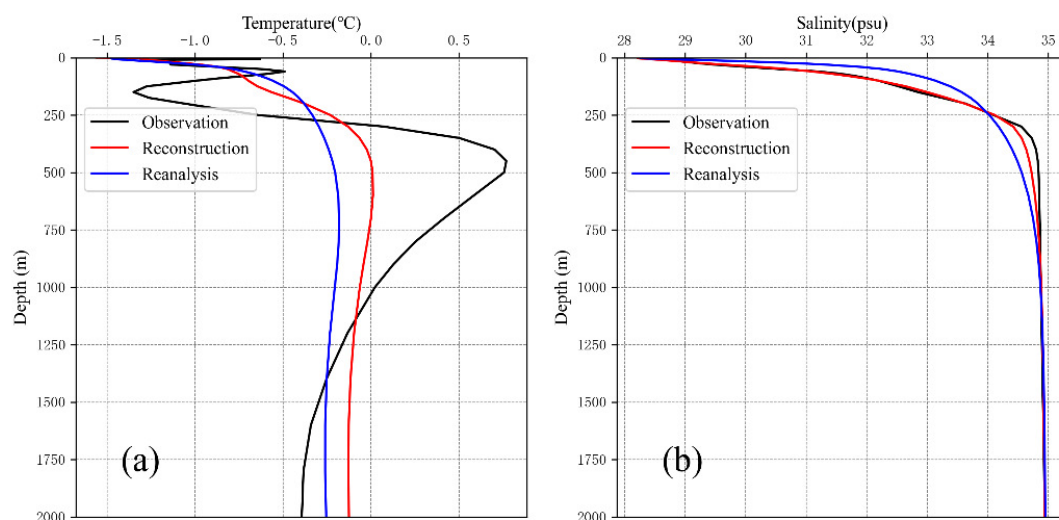 Temperature(℃)
−1.5 −1.0 −0.5 0.0 0.5
0
250
500
750
1000
1250
1500
1750
2000
Depth (m)
Observation
Reconstruction
Reanalysis
(a)
Salinity(psu)
28 29 30 31 32 33 34 35
0
250
500
750
1000
1250
1500
1750
2000
Depth (m)
Observation
Reconstruction
Reanalysis
(b)